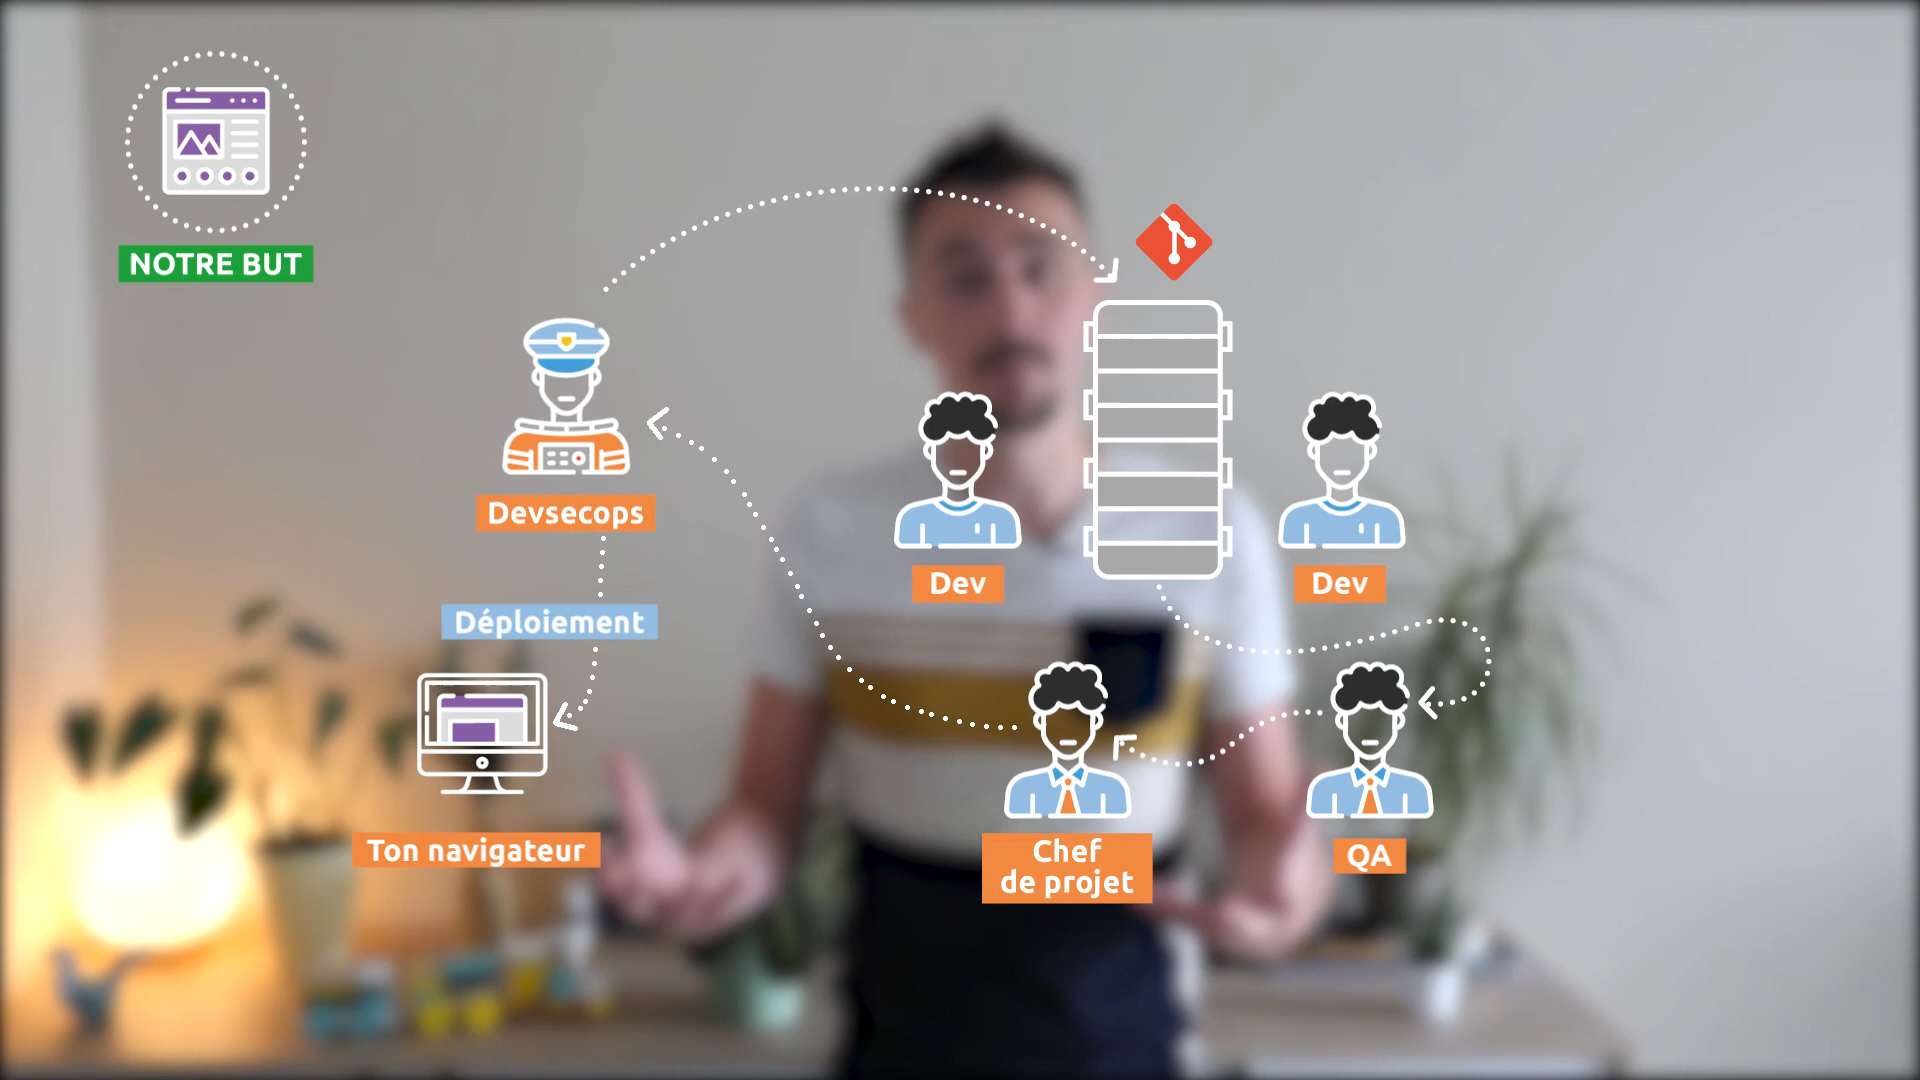 NOTRE BUT
Devsecops
Dev
Dev
Déploiement
Ton navigateur
Chef
de projet
QA